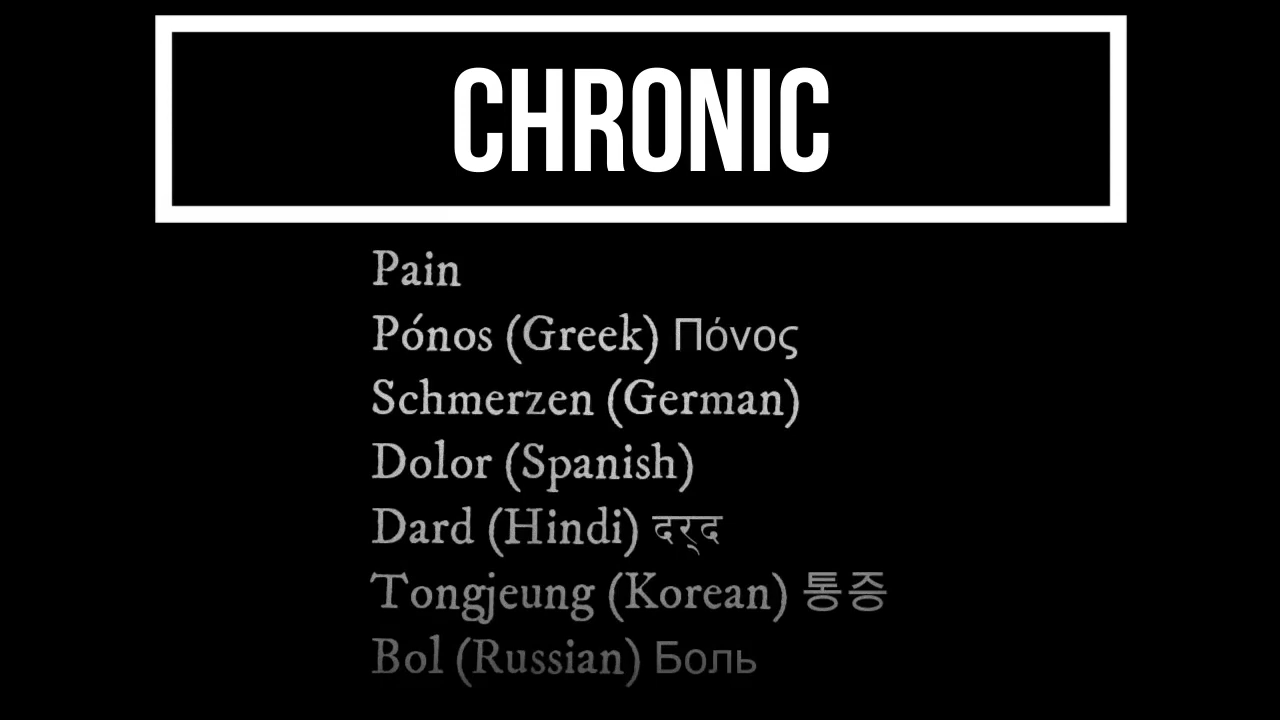 CHRONIC
Pain
Pónos (Greek) Πόνος
Schmerzen (German)
Dolor (Spanish)
Dard (Hindi) दर्‌द
Tongjeung (Korean) 통증
Bol (Russian) Боль